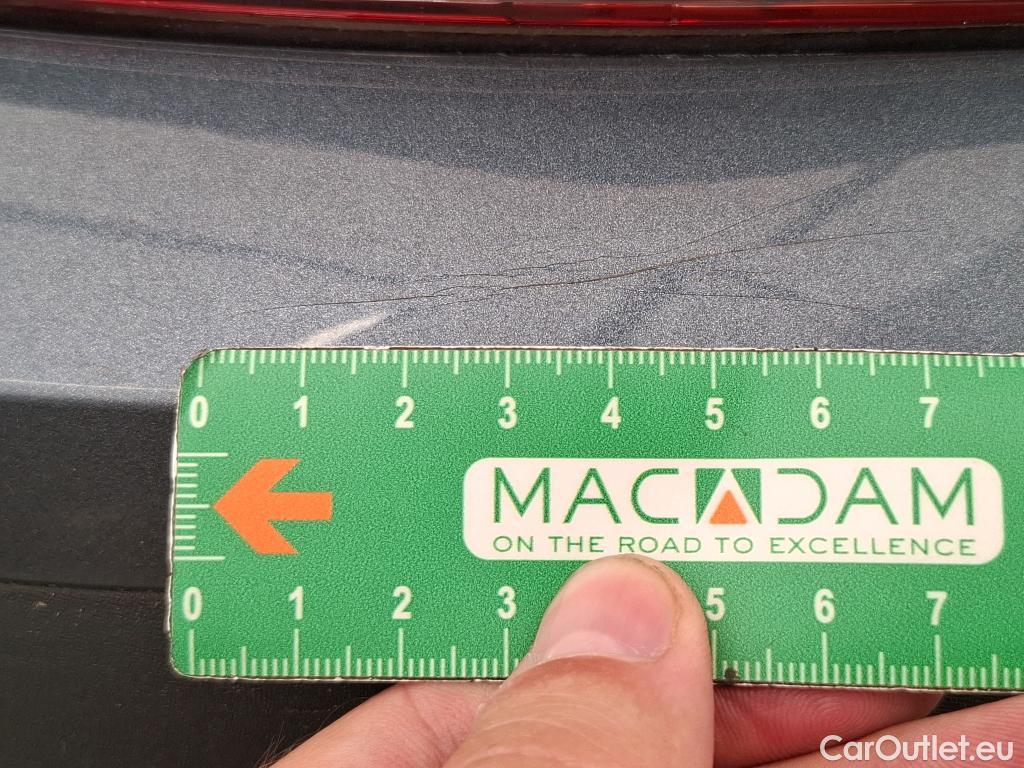 0 1 2 3 4 5 6 7
MACADAM
ON THE ROAD TO EXCELLENCE
0 1 2 3 5 6 7
CarOutlet.eu